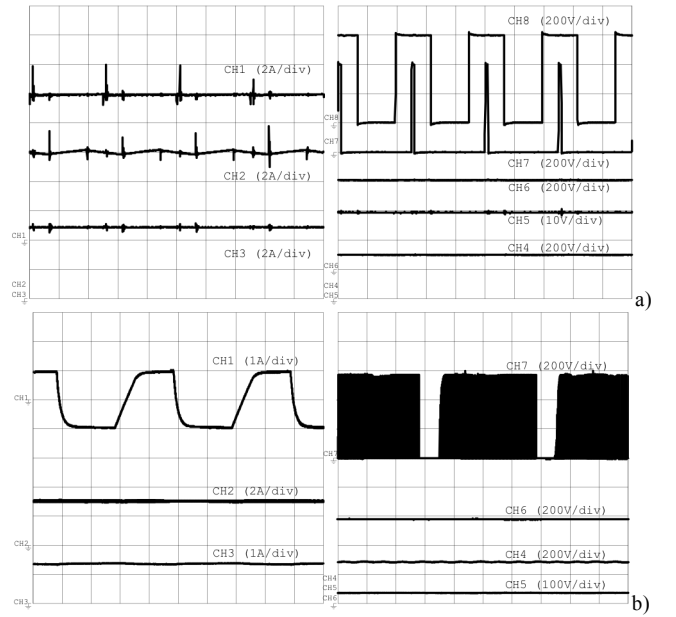 CH1 (2A/div)
CH2 (2A/div)
CH1
CH3 (2A/div)
CH2
CH3
CH8 (200V/div)
CH8
CH7
CH7 (200V/div)
CH6 (200V/div)
CH5 (10V/div)
CH4 (200V/div)
CH6
CH4
CH5
a)
CH1 (1A/div)
CH1
CH2 (2A/div)
CH2
CH3 (1A/div)
CH3
CH7 (200V/div)
CH7
CH6 (200V/div)
CH4 (200V/div)
CH4
CH5
CH5 (100V/div)
CH6
b)